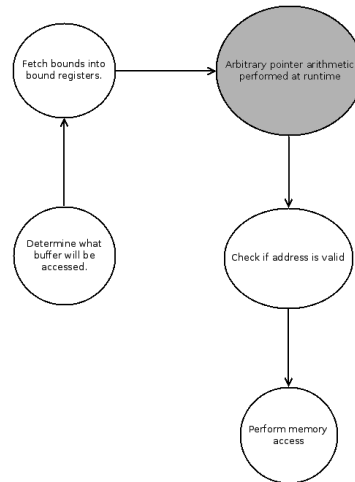 Fetch bounds into
bound registers.
Arbitrary pointer arithmetic
performed at runtime
Determine what
buffer will be
accessed.
Check if address is valid
Perform memory
access